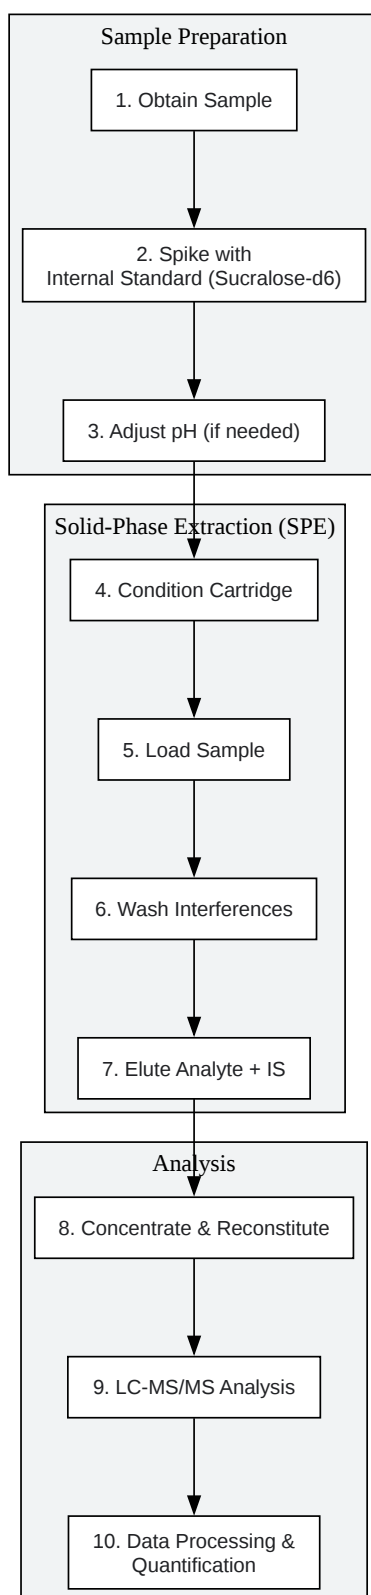 Sample Preparation
1. Obtain Sample
2. Spike with
Internal Standard (Sucralose-d6)
3. Adjust pH (if needed)
Solid-Phase Extraction (SPE)
4. Condition Cartridge
5. Load Sample
6. Wash Interferences
7. Elute Analyte + IS
Analysis
8. Concentrate & Reconstitute
9. LC-MS/MS Analysis
10. Data Processing &
Quantification